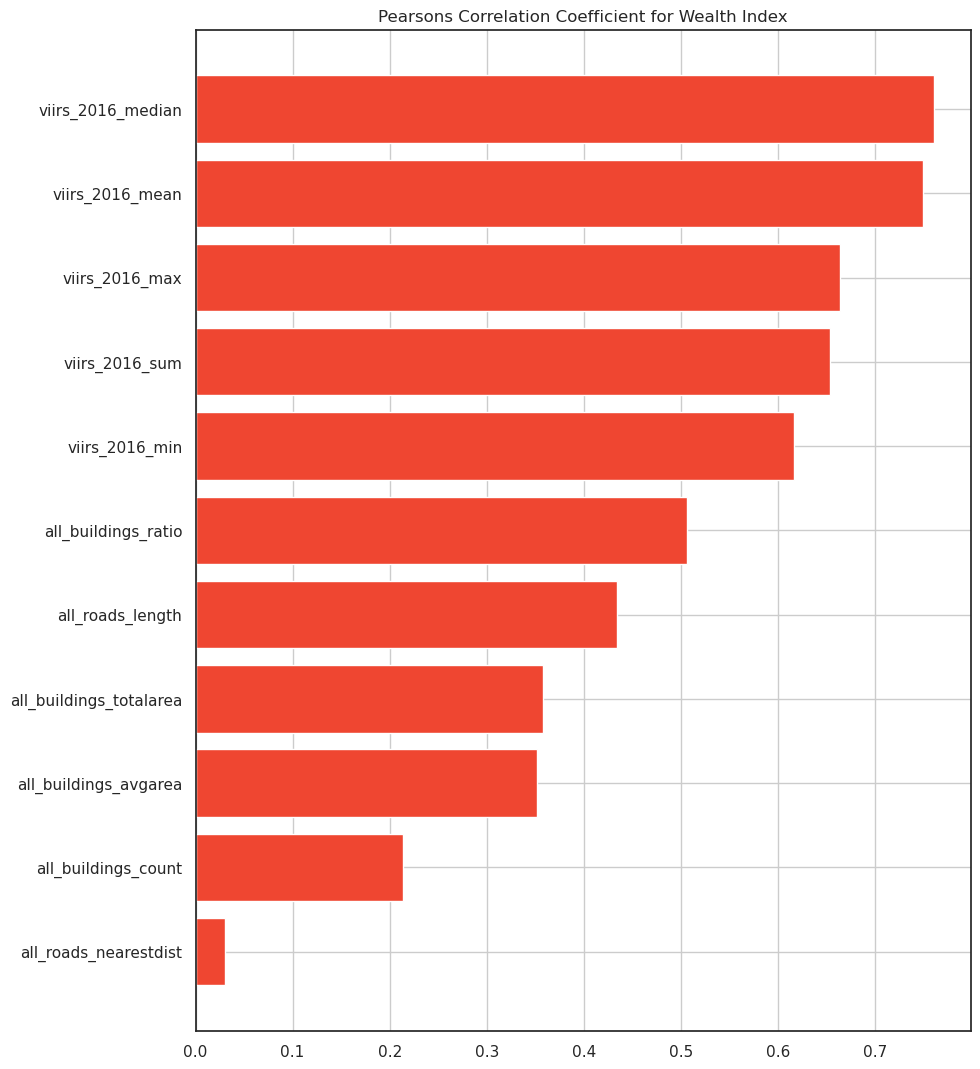 Pearsons Correlation Coefficient for Wealth Index
viirs_2016_median
viirs_2016_mean
viirs_2016_max
viirs_2016_sum
viirs_2016_min
all_buildings_ratio
all_roads_length
all_buildings_totalarea
all_buildings_avgarea
all_buildings_count
all_roads_nearestdist
0.0 0.1 0.2 0.3 0.4 0.5 0.6 0.7